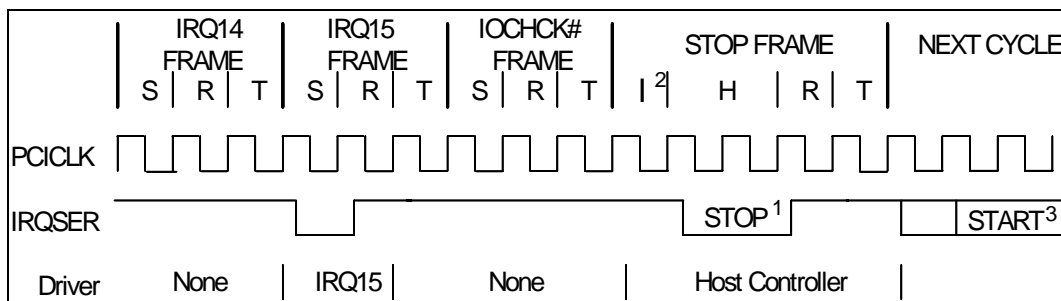 IRQ14 FRAME
IRQ15 FRAME
IOCHCK# FRAME
STOP FRAME
NEXT CYCLE
S R T S R T S R T I 2 H R T
PCICLK
IRQSER STOP 1 START 3
Driver None IRQ15 None Host Controller